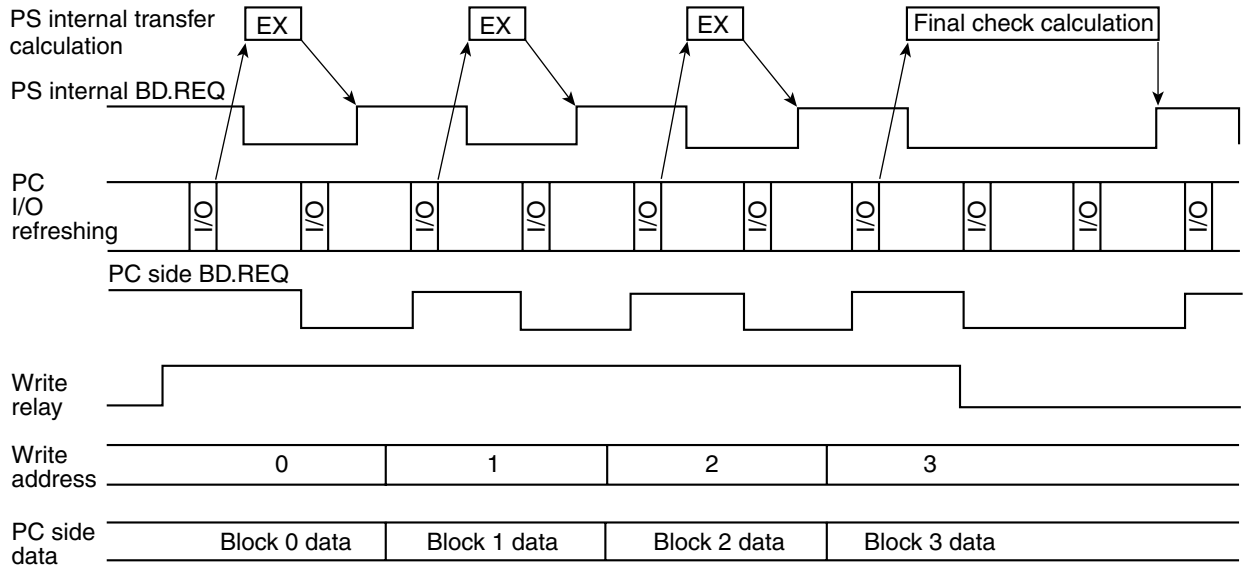 PS internal transfer
calculation
EX
EX
EX
Final check calculation
PS internal BD.REQ
PC
I/O
refreshing
I/O
I/O
I/O
I/O
I/O
I/O
I/O
I/O
I/O
I/O
PC side BD.REQ
Write
relay
Write
address
0
1
2
3
PC side
data
Block 0 data
Block 1 data
Block 2 data
Block 3 data